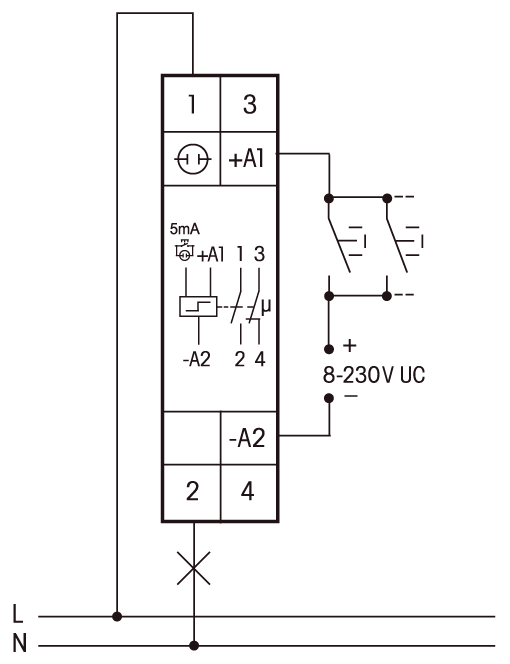 1 3
+A1
5mA
+A1 1 3
µ
-A2 2 4
+
8-230V UC
–
-A2
2 4
L
N